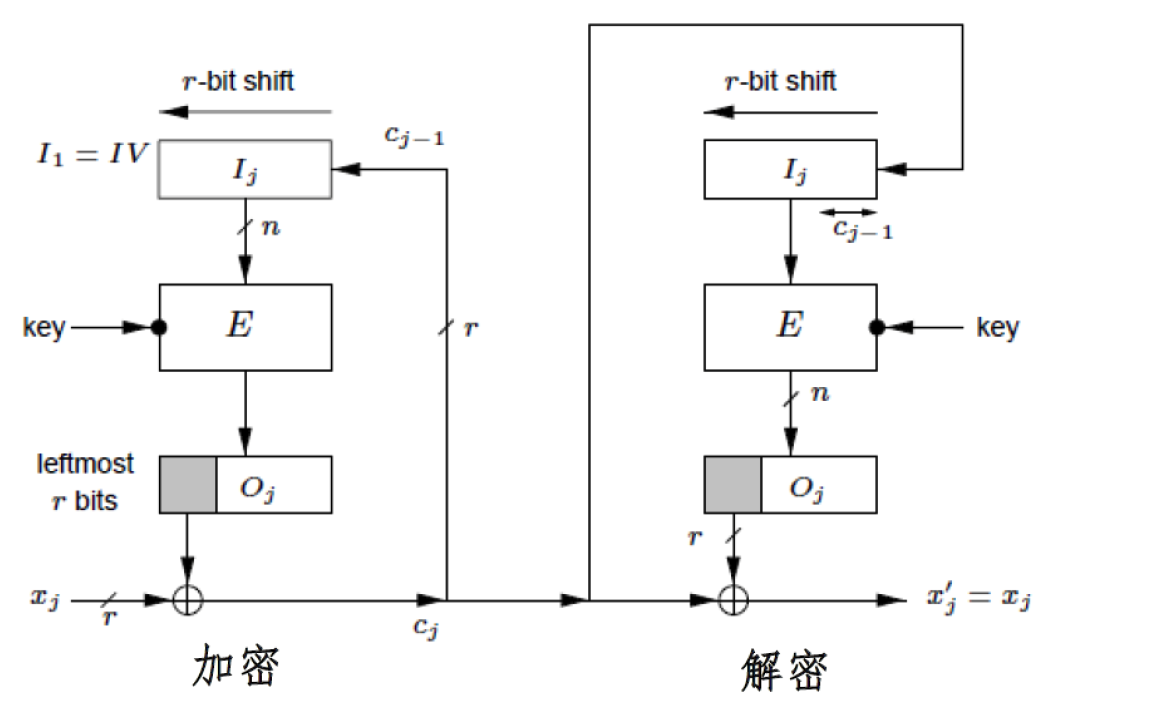 r-bit shift
I₁ = IV
c_{j−1}
I_j
n
key
E
r
leftmost
r bits
O_j
x_j
r
c_j
加密
r-bit shift
I_j
c_{j−1}
E
key
n
O_j
r
x′_j = x_j
解密